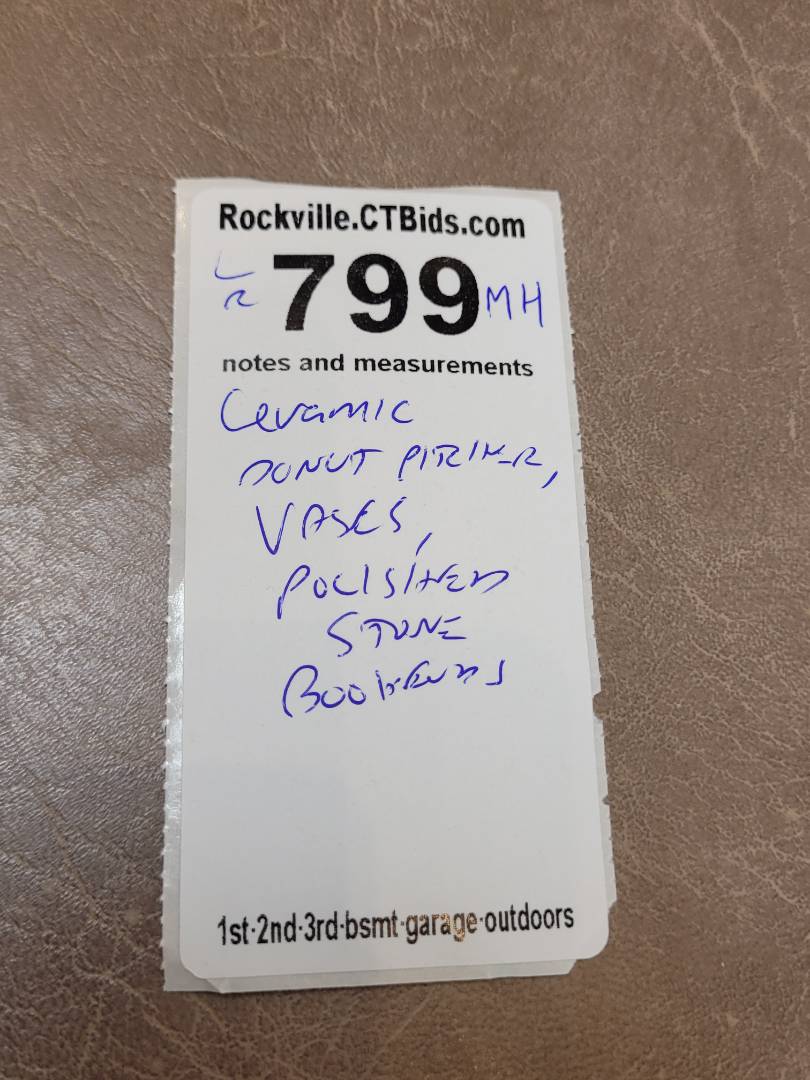 Rockville.CTBids.com
LR 799 MH
notes and measurements
Ceramic
DONUT PITCHER,
VASES,
POLISHED
STONE
BOOKENDS
1st·2nd·3rd·bsmt·garage·outdoors